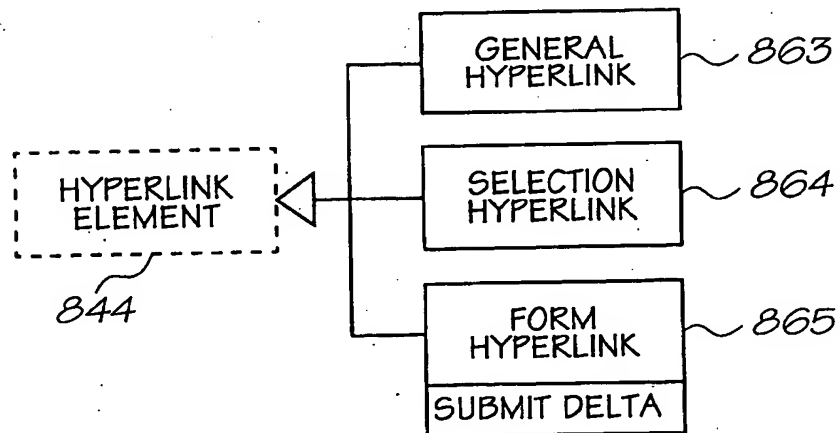 GENERAL
HYPERLINK
863
HYPERLINK
ELEMENT
844
SELECTION
HYPERLINK
864
FORM
HYPERLINK
865
SUBMIT DELTA